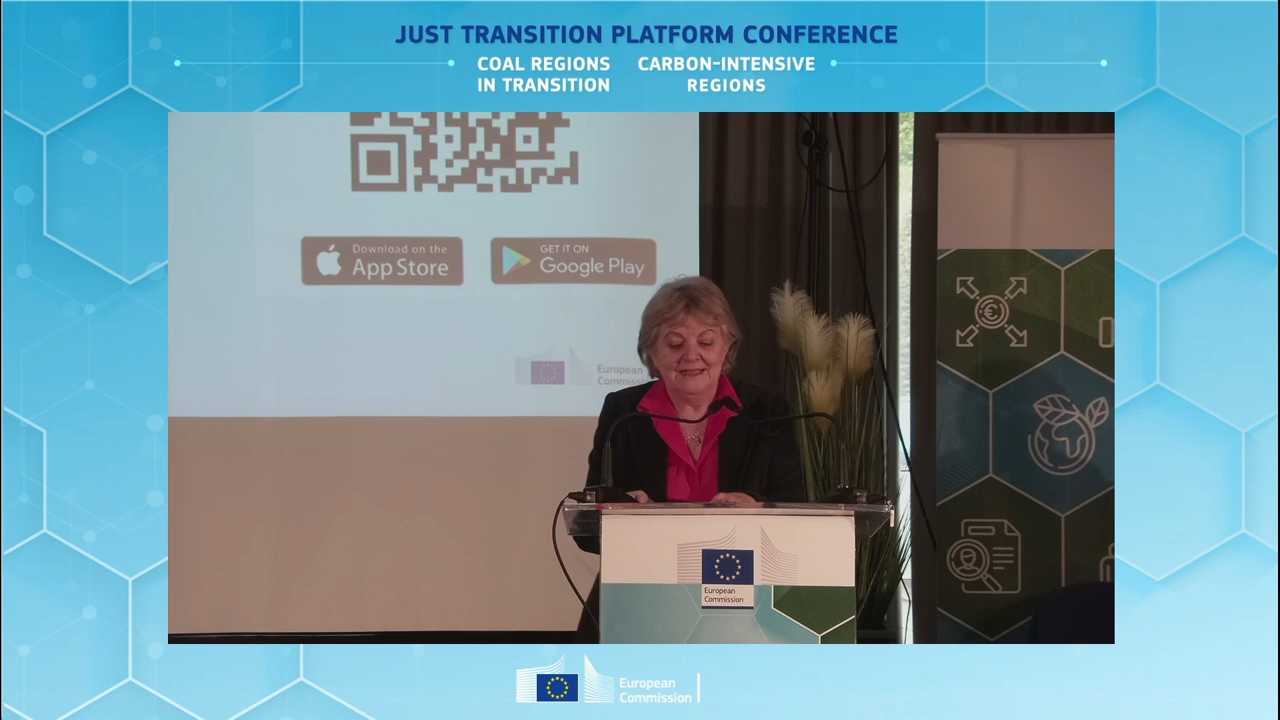 JUST TRANSITION PLATFORM CONFERENCE
COAL REGIONS
IN TRANSITION
CARBON-INTENSIVE
REGIONS
Download on the
App Store
GET IT ON
Google Play
European
European
Commission
European
Commission